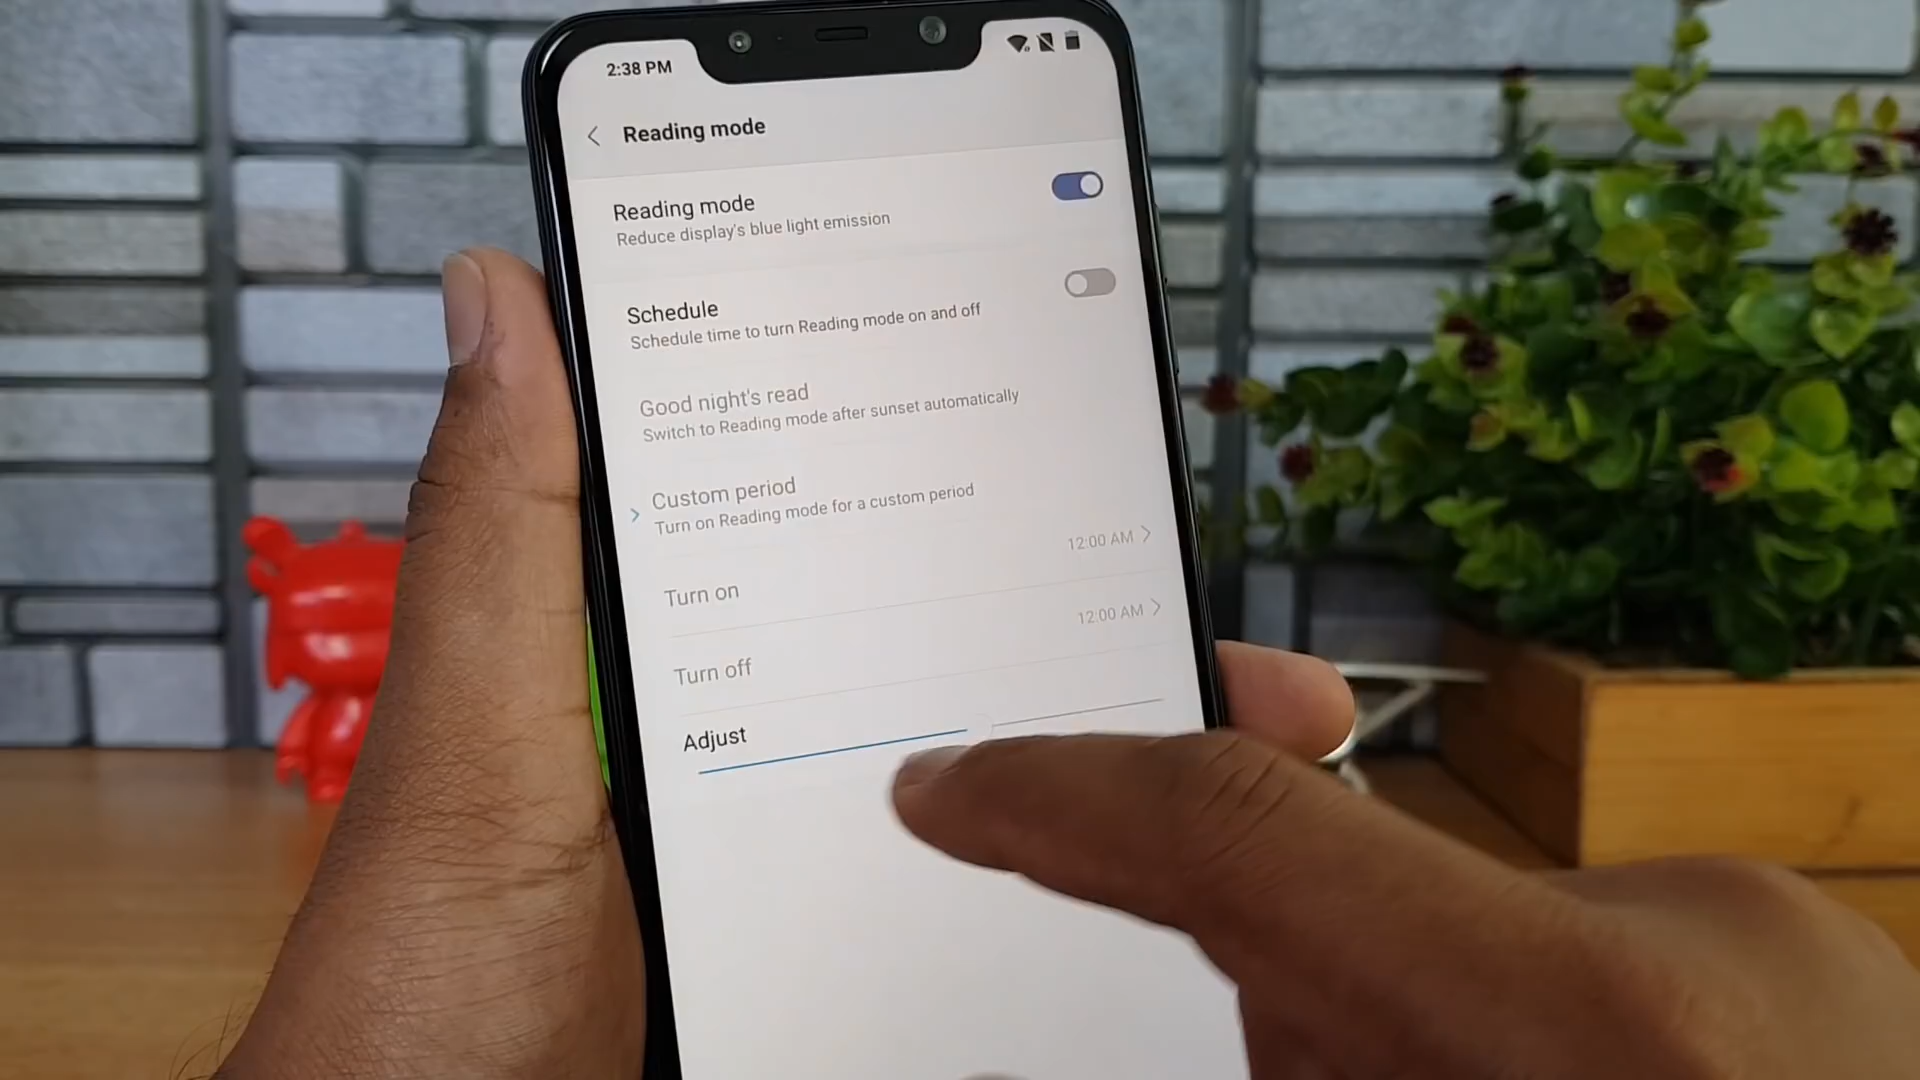 2:38 PM
Reading mode
Reading mode
Reduce display's blue light emission
Schedule
Schedule time to turn Reading mode on and off
Good night's read
Switch to Reading mode after sunset automatically
Custom period
Turn on Reading mode for a custom period
Turn on
12:00 AM
Turn off
12:00 AM
Adjust